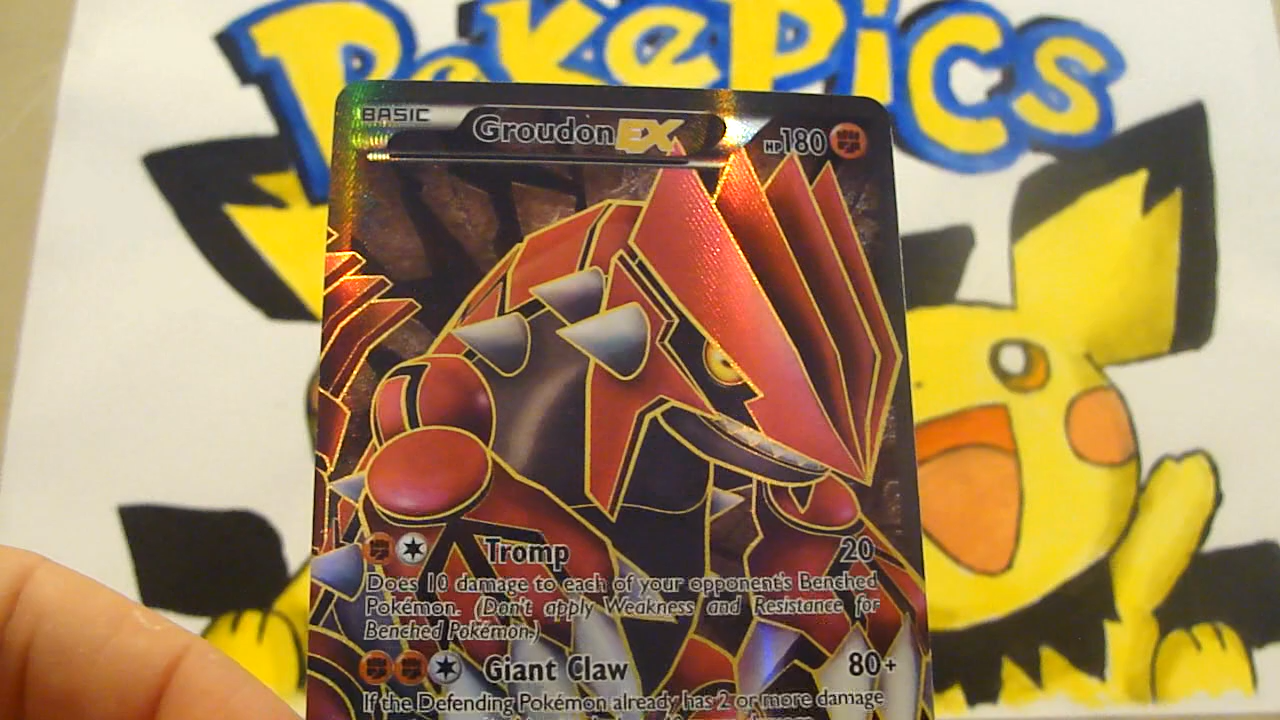 PokéPics
BASIC
Groudon EX
HP180
Tromp 20
Does 10 damage to each of your opponent's Benched
Pokémon. (Don't apply Weakness and Resistance for
Benched Pokémon.)
Giant Claw 80+
If the Defending Pokémon already has 2 or more damage